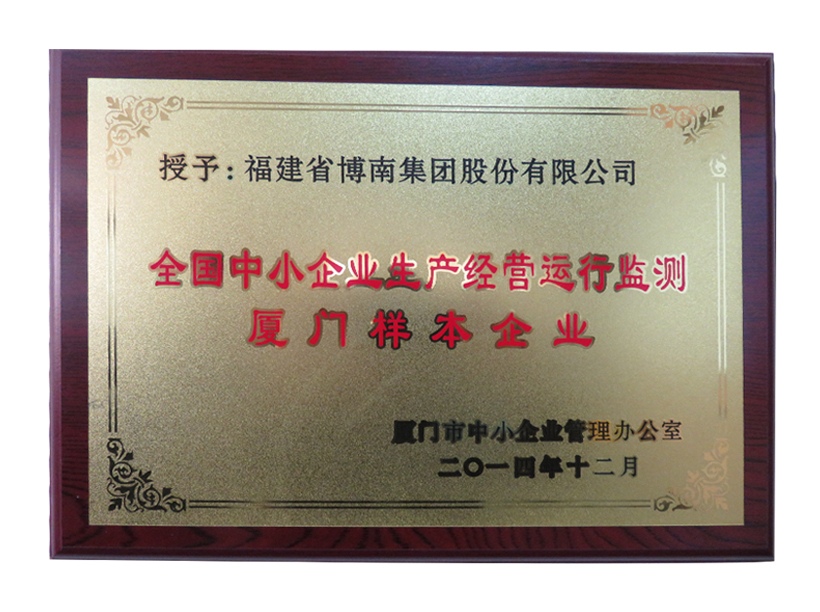 授予：福建省博南集团股份有限公司
全国中小企业生产经营运行监测
厦门样本企业
厦门市中小企业管理办公室
二〇一四年十二月